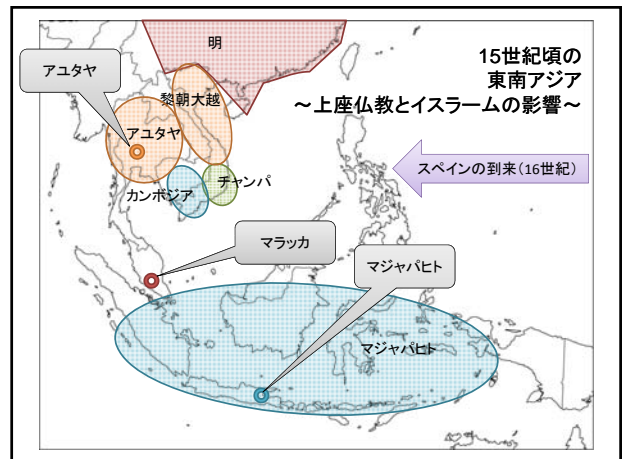 明
15世紀頃の
東南アジア
~上座仏教とイスラームの影響~
アユタヤ
黎朝大越
アユタヤ
スペインの到来(16世紀)
チャンパ
カンボジア
マラッカ
マジャパヒト
マジャパヒト